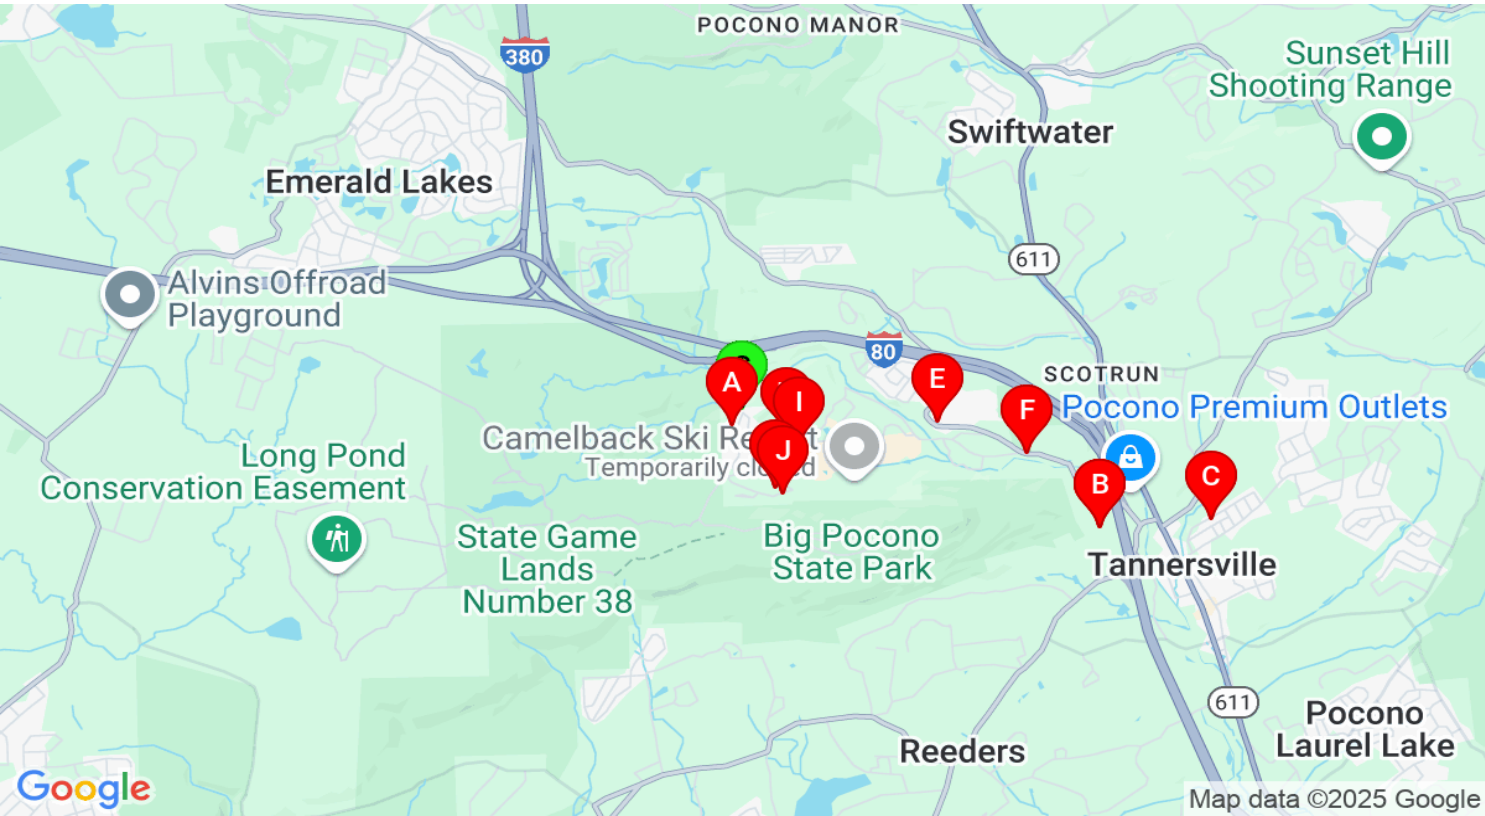 POCONO MANOR
380
Sunset Hill
Shooting Range
Swiftwater
Emerald Lakes
611
Alvins Offroad
Playground
80
SCOTRUN
A
E
I
F
Pocono Premium Outlets
Camelback Ski
Temporarily
J
Long Pond
Conservation Easement
B
C
State Game
Lands
Number 38
Big Pocono
State Park
Tannersville
611
Pocono
Laurel Lake
Reeders
Google
Map data ©2025 Google